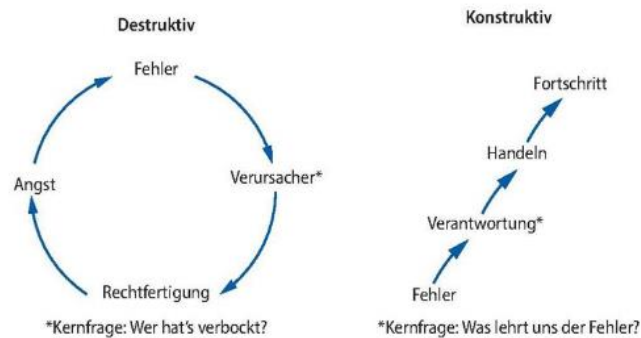 Destruktiv
Fehler
Verursacher*
Rechtfertigung
Angst
*Kernfrage: Wer hat's verbockt?
Konstruktiv
Fortschritt
Handeln
Verantwortung*
Fehler
*Kernfrage: Was lehrt uns der Fehler?